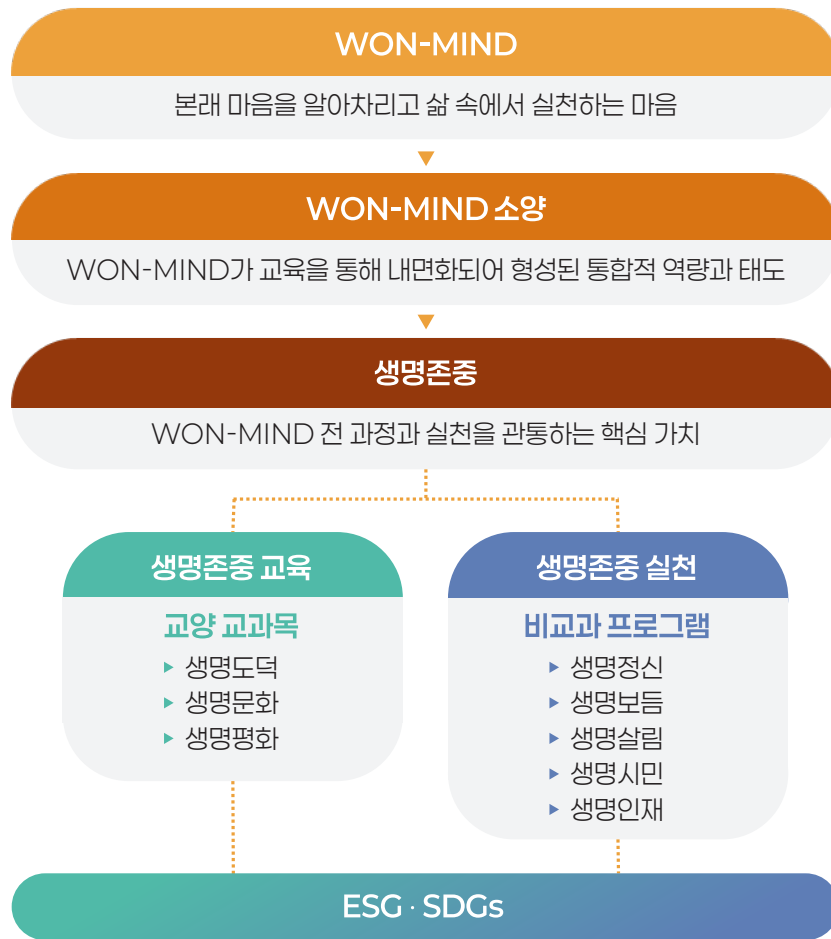 WON-MIND
본래 마음을 알아차리고 삶 속에서 실천하는 마음
WON-MIND 소양
WON-MIND가 교육을 통해 내면화되어 형성된 통합적 역량과 태도
생명존중
WON-MIND 전 과정과 실천을 관통하는 핵심 가치
생명존중 교육
교양 교과목
생명도덕
생명문화
생명평화
생명존중 실천
비교과 프로그램
생명정신
생명보듬
생명살림
생명시민
생명인재
ESG · SDGs